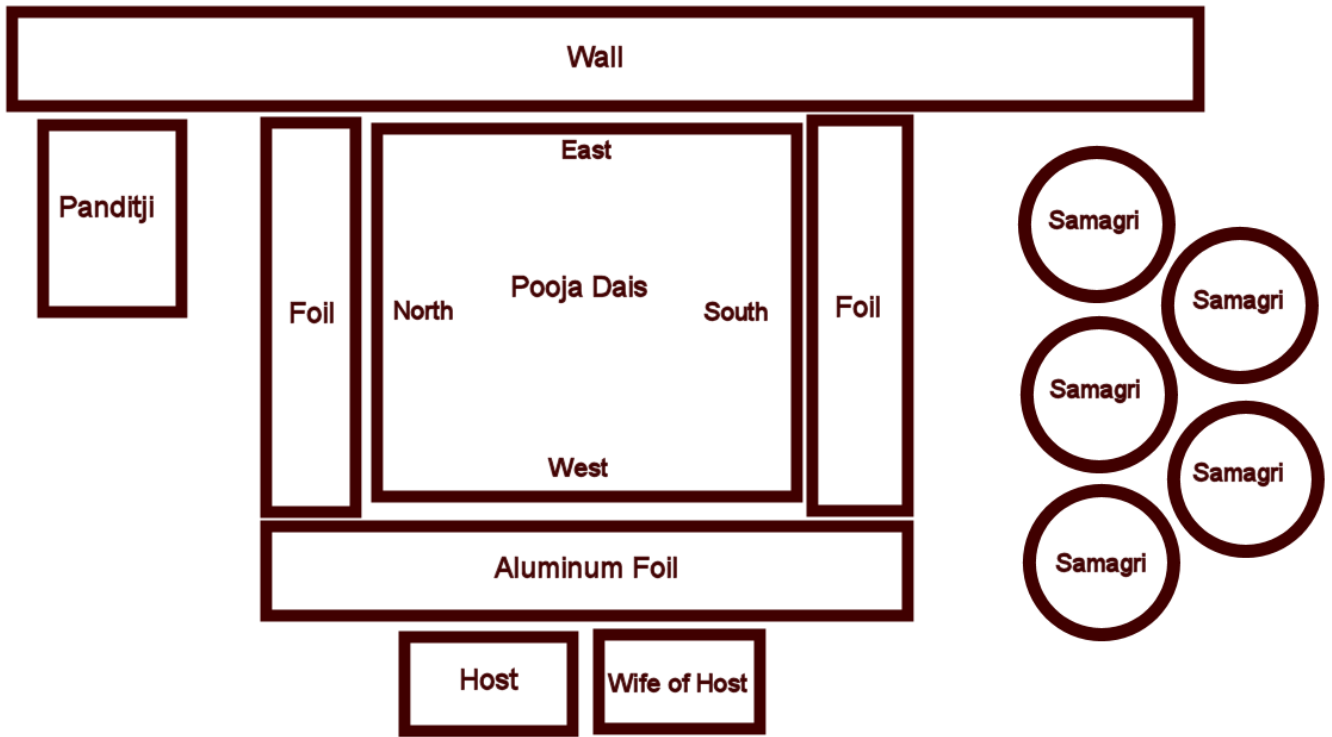 Wall
East
Panditji
Samagri
Pooja Dais
Samagri
Foil
North
South
Foil
Samagri
West
Samagri
Aluminum Foil
Samagri
Host
Wife of Host